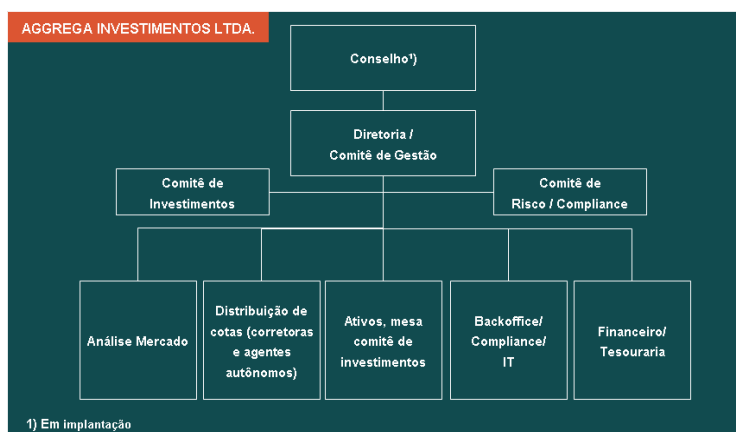 AGGREGA INVESTIMENTOS LTDA.
Conselho¹)
Diretoria /
Comitê de Gestão
Comitê de
Investimentos
Comitê de
Risco / Compliance
Análise Mercado
Distribuição de
cotas (corretoras
e agentes
autônomos)
Ativos, mesa
comitê de
investimentos
Backoffice/
Compliance/
IT
Financeiro/
Tesouraria
1) Em implantação